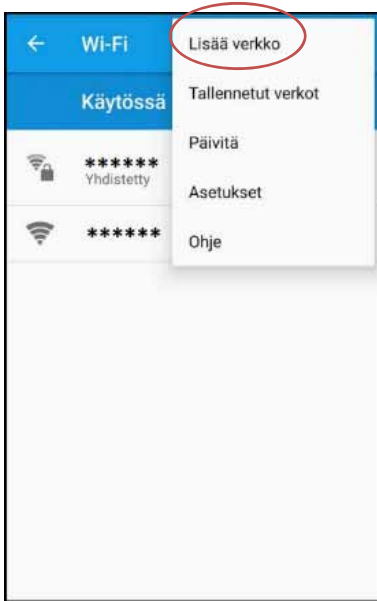 Wi-Fi
Käytössä
******
Yhdistetty
******
Lisää verkko
Tallennetut verkot
Päivitä
Asetukset
Ohje